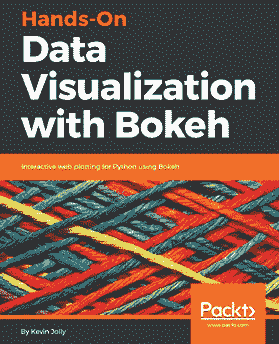 Hands-On
Data
Visualization
with Bokeh
Interactive web plotting for Python using Bokeh
Packt>
www.packt.com
By Kevin Jolly